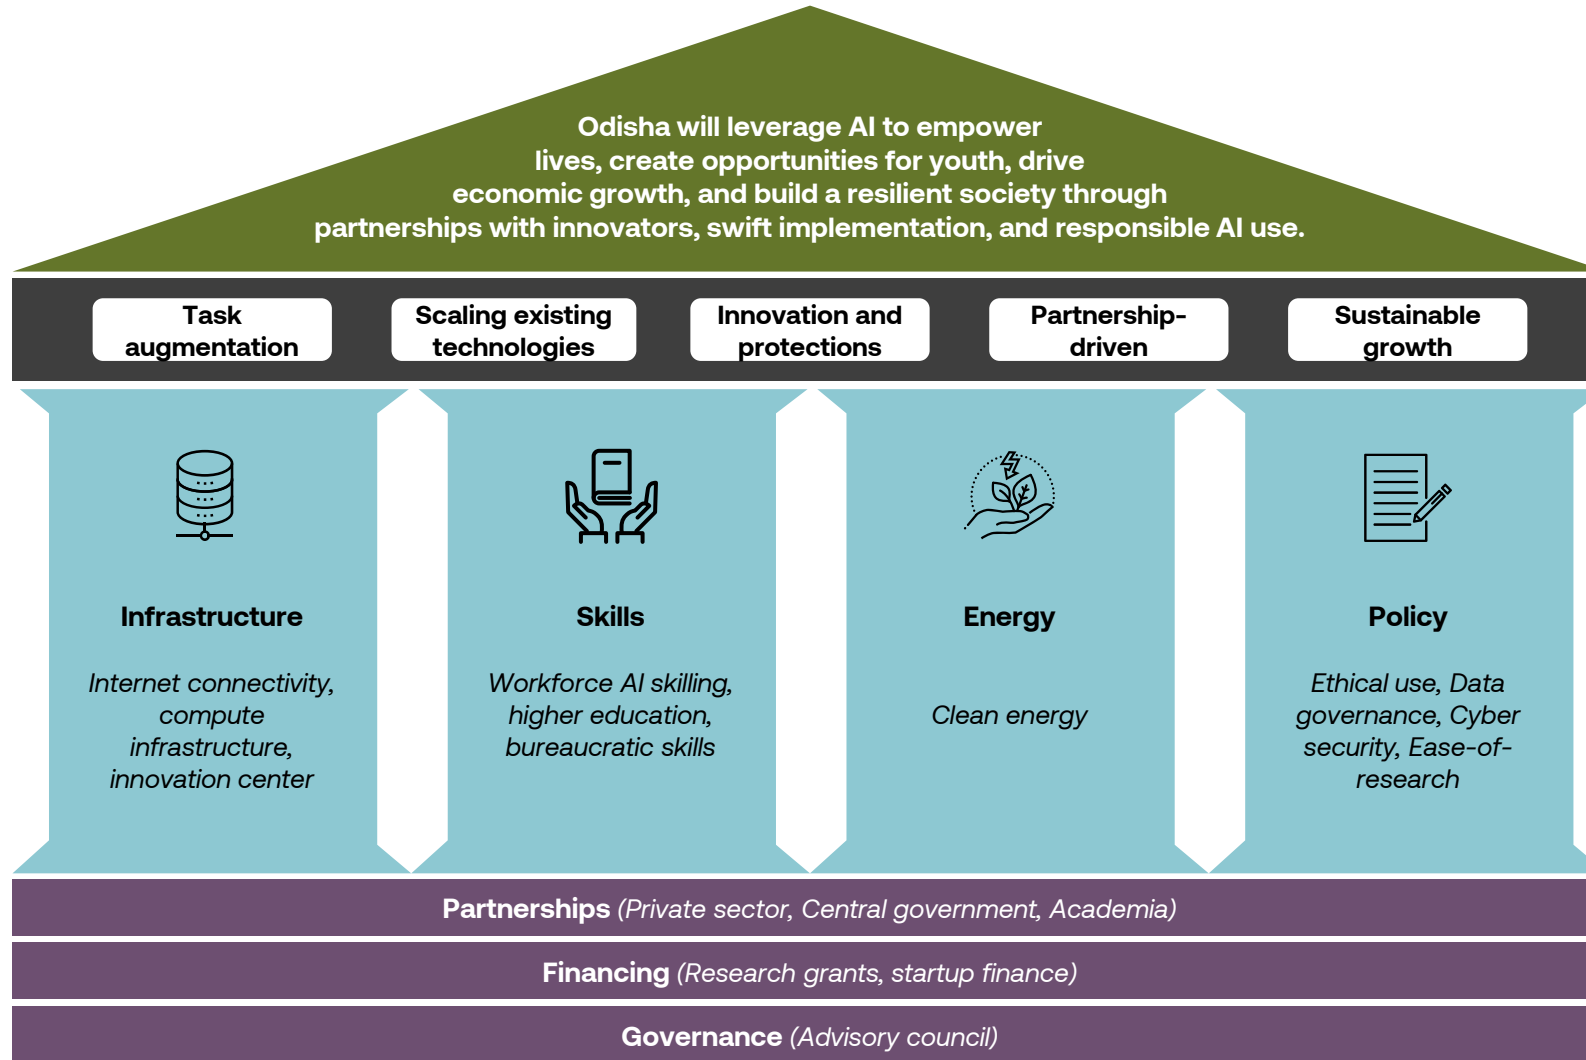 Odisha will leverage AI to empower
lives, create opportunities for youth, drive
economic growth, and build a resilient society through
partnerships with innovators, swift implementation, and responsible AI use.
Task
augmentation
Scaling existing
technologies
Innovation and
protections
Partnership-
driven
Sustainable
growth
Infrastructure
Internet connectivity,
compute
infrastructure,
innovation center
Skills
Workforce AI skilling,
higher education,
bureaucratic skills
Energy
Clean energy
Policy
Ethical use, Data
governance, Cyber
security, Ease-of-
research
Partnerships (Private sector, Central government, Academia)
Financing (Research grants, startup finance)
Governance (Advisory council)